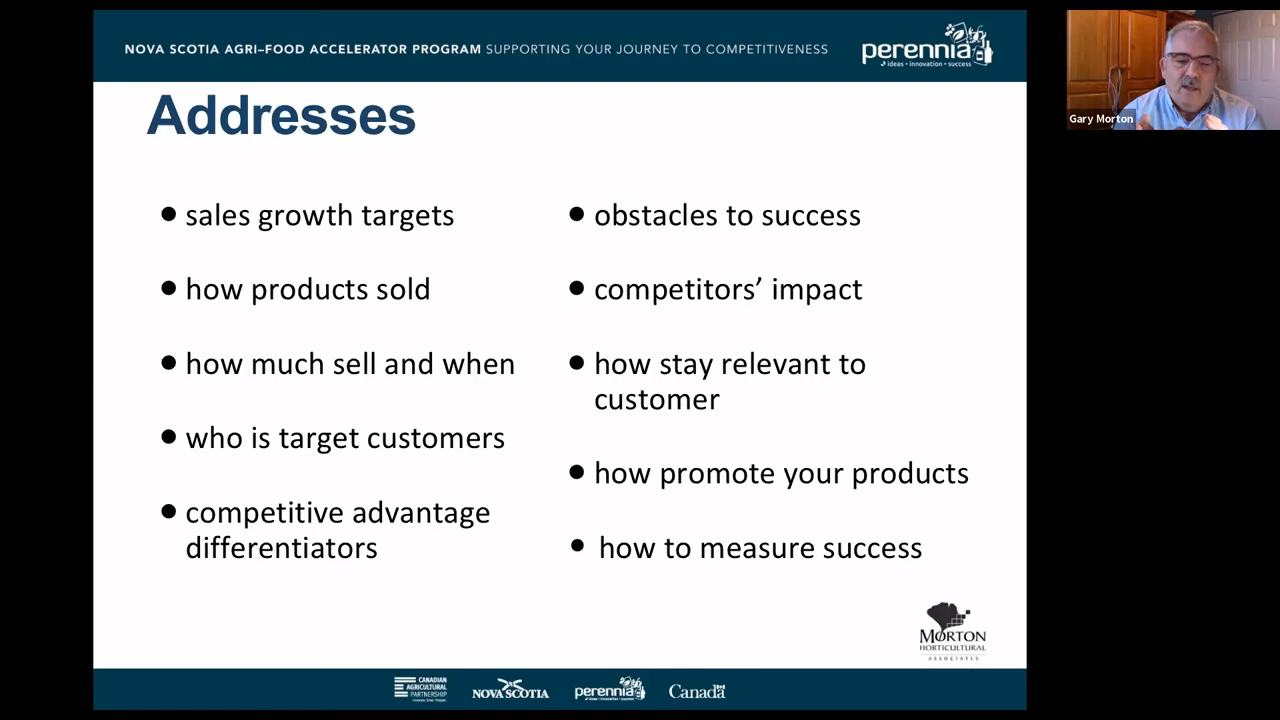 NOVA SCOTIA AGRI-FOOD ACCELERATOR PROGRAM SUPPORTING YOUR JOURNEY TO COMPETITIVENESS
perennia
ideas • innovation • success
Gary Morton
Addresses
• sales growth targets
• how products sold
• how much sell and when
• who is target customers
• competitive advantage
differentiators
• obstacles to success
• competitors’ impact
• how stay relevant to
customer
• how promote your products
• how to measure success
MORTON
HORTICULTURAL
ASSOCIATES
CANADIAN
AGRICULTURAL
PARTNERSHIP
NOVA SCOTIA
perennia
ideas • innovation • success
Canada